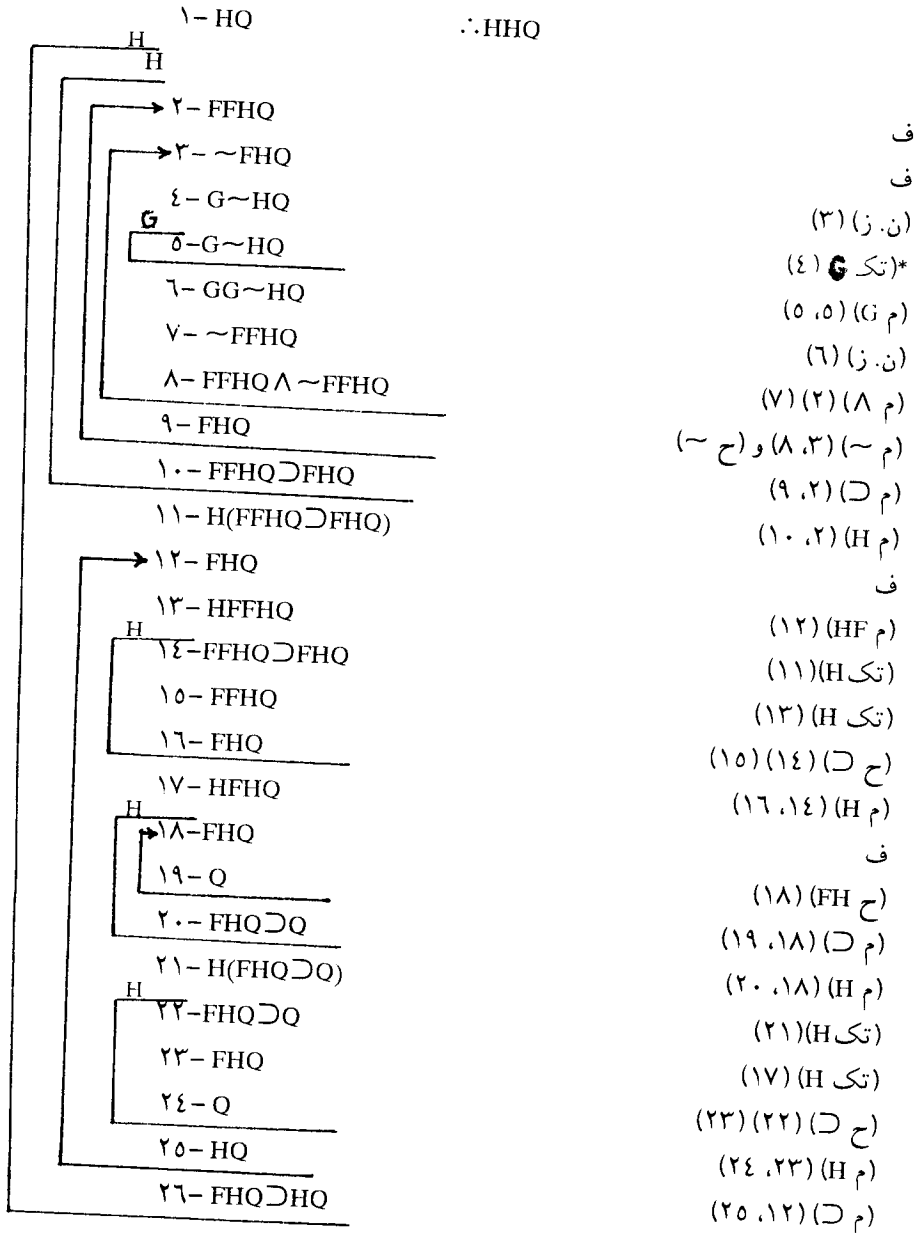 ١– HQ ∴HHQ
H
H
٢– FFHQ ف
٣– ~FHQ ف
٤– G~HQ (ن. ز) (٣)
G
٥–G~HQ *(تک G (٤)
٦– GG~HQ (م G) (٥، ٥)
٧– ~FFHQ (ن. ز) (٦)
٨– FFHQ∧~FFHQ (م ∧) (٢) (٧)
٩– FHQ (م ~) (٣، ٨) و (ح ~)
١٠– FFHQ⊃FHQ (م ⊃) (٢، ٩)
١١– H(FFHQ⊃FHQ) (م H) (٢، ١٠)
١٢– FHQ ف
١٣– HFFHQ (م HF) (١٢)
H
١٤–FFHQ⊃FHQ (تکH)(١١)
١٥– FFHQ (تک H) (١٣)
١٦– FHQ (ح ⊃) (١٤) (١٥)
١٧– HFHQ (م H) (١٤، ١٦)
H
١٨–FHQ ف
١٩– Q (ح FH) (١٨)
٢٠– FHQ⊃Q (م ⊃) (١٨، ١٩)
٢١– H(FHQ⊃Q) (م H) (١٨، ٢٠)
H
٢٢–FHQ⊃Q (تکH)(٢١)
٢٣– FHQ (تک H) (١٧)
٢٤– Q (ح ⊃) (٢٢) (٢٣)
٢٥– HQ (م H) (٢٣، ٢٤)
٢٦– FHQ⊃HQ (م ⊃) (١٢، ٢٥)